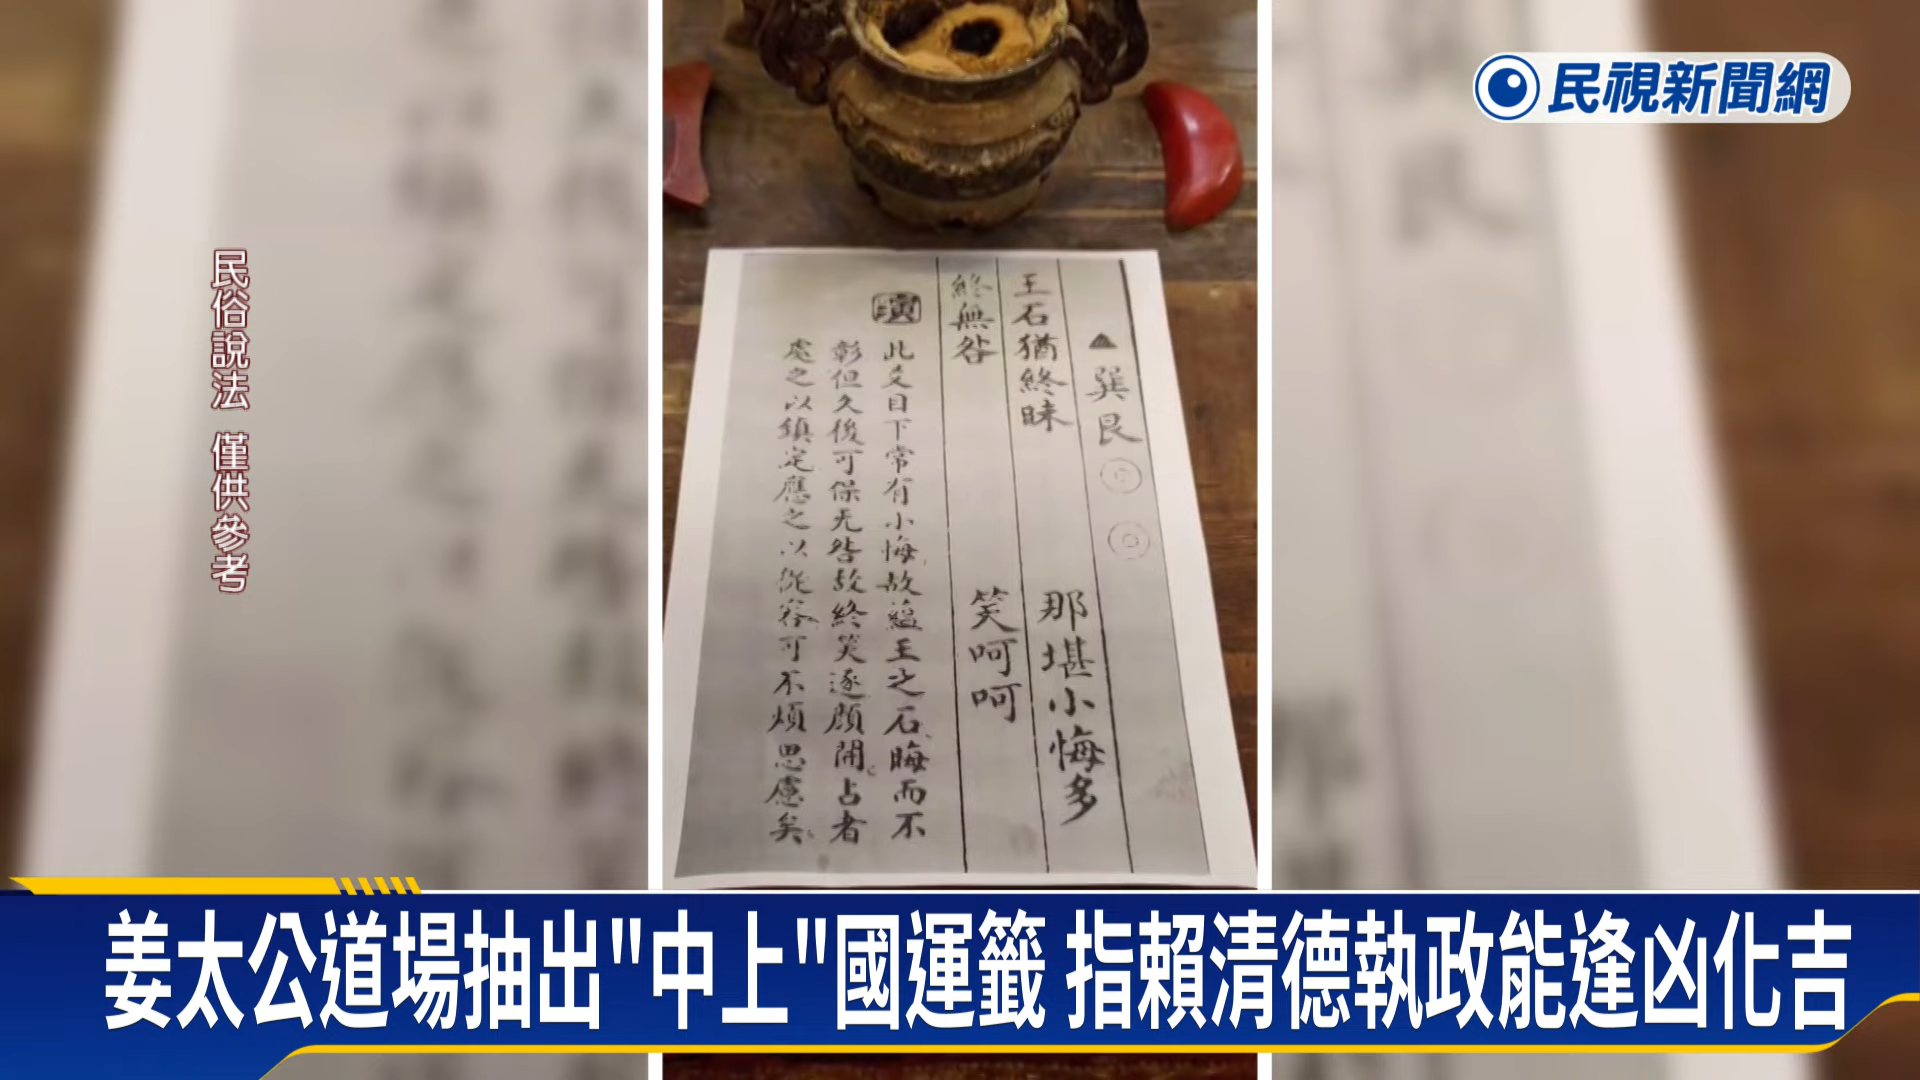 民視新聞網
民俗說法 僅供參考
▲巽艮
王石猶終昧 那堪小悔多
終無咎 笑呵呵
演
此爻目下常有小悔故蘊王之石晦而不
彰但久後可保无咎故終笑逐顏開占者
處之以鎮定應之以從容可不煩思慮矣
姜太公道場抽出"中上"國運籤 指賴清德執政能逢凶化吉